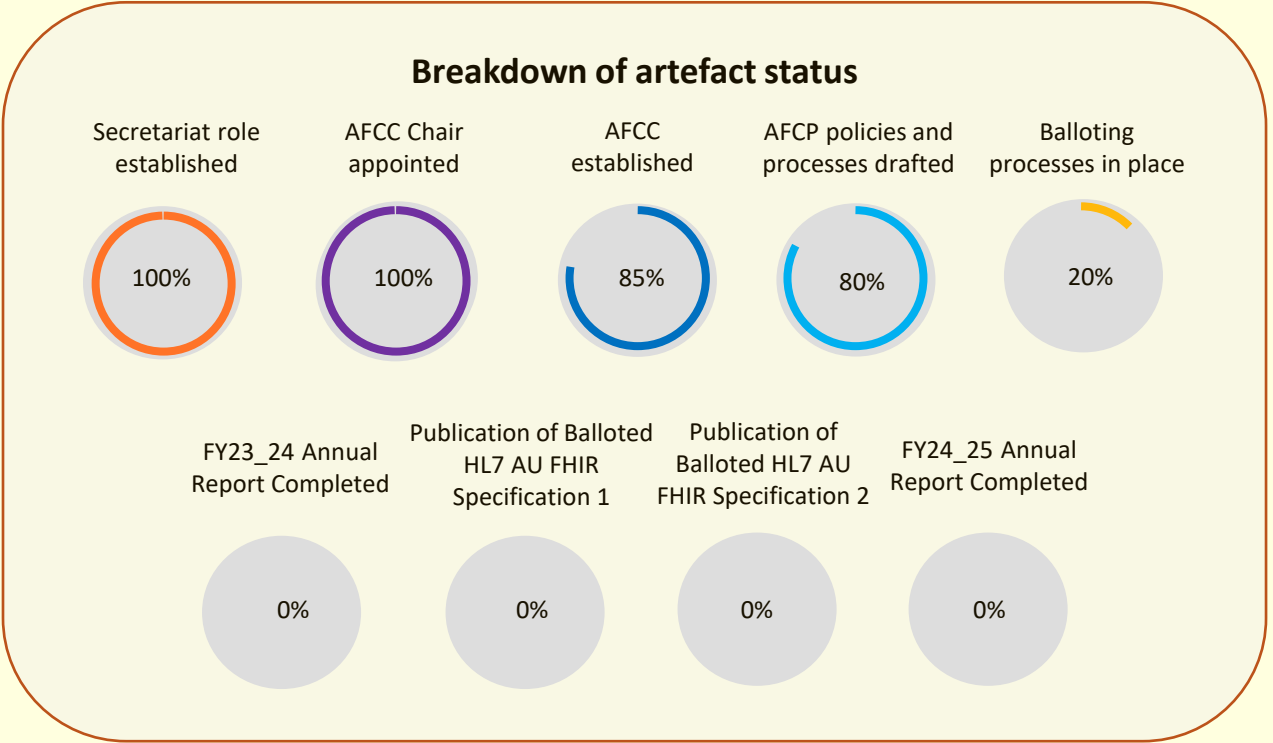 Breakdown of artefact status
Secretariat role
established
100%
AFCC Chair
appointed
100%
AFCC
established
85%
AFCP policies and
processes drafted
80%
Balloting
processes in place
20%
FY23_24 Annual
Report Completed
0%
Publication of Balloted
HL7 AU FHIR
Specification 1
0%
Publication of
Balloted HL7 AU
FHIR Specification 2
0%
FY24_25 Annual
Report Completed
0%